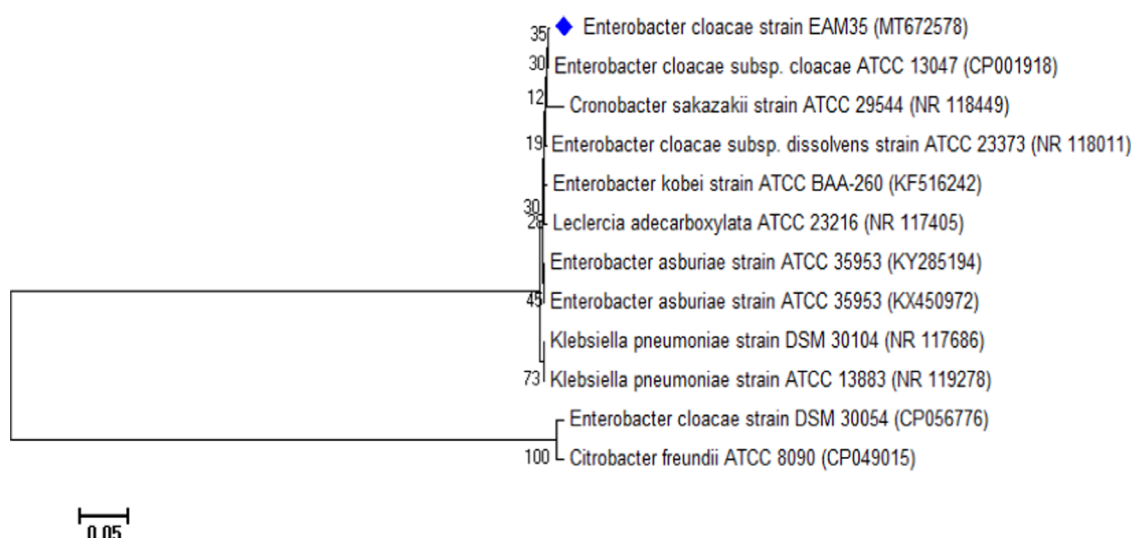 35 Enterobacter cloacae strain EAM35 (MT672578)
30 Enterobacter cloacae subsp. cloacae ATCC 13047 (CP001918)
12 Cronobacter sakazakii strain ATCC 29544 (NR 118449)
19 Enterobacter cloacae subsp. dissolvens strain ATCC 23373 (NR 118011)
Enterobacter kobei strain ATCC BAA-260 (KF516242)
30
28 Leclercia adecarboxylata ATCC 23216 (NR 117405)
Enterobacter asburiae strain ATCC 35953 (KY285194)
45 Enterobacter asburiae strain ATCC 35953 (KX450972)
Klebsiella pneumoniae strain DSM 30104 (NR 117686)
73 Klebsiella pneumoniae strain ATCC 13883 (NR 119278)
Enterobacter cloacae strain DSM 30054 (CP056776)
100 Citrobacter freundii ATCC 8090 (CP049015)
0.05